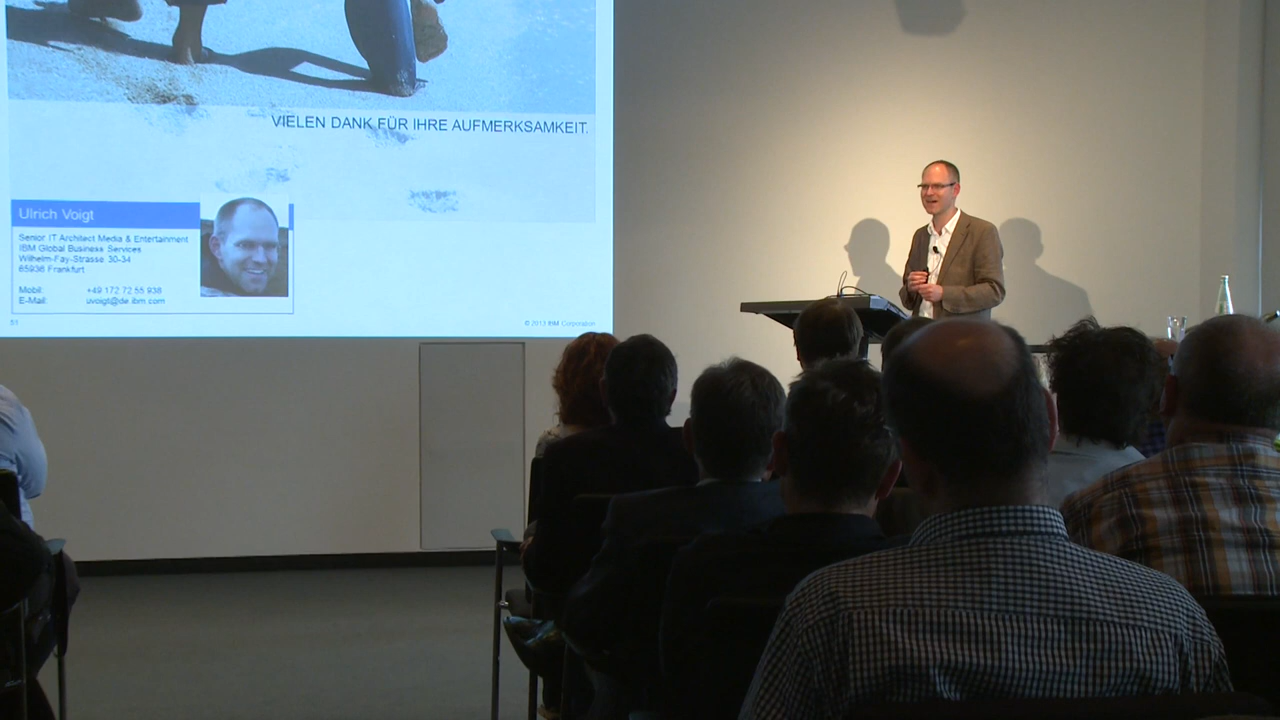 VIELEN DANK FÜR IHRE AUFMERKSAMKEIT.
Ulrich Voigt
Senior IT Architect Media & Entertainment
IBM Global Business Services
Wilhelm-Fay-Strasse 30-34
65936 Frankfurt
Mobil: +49 172 72 55 938
E-Mail: uvoigt@de.ibm.com
51
© 2013 IBM Corporation